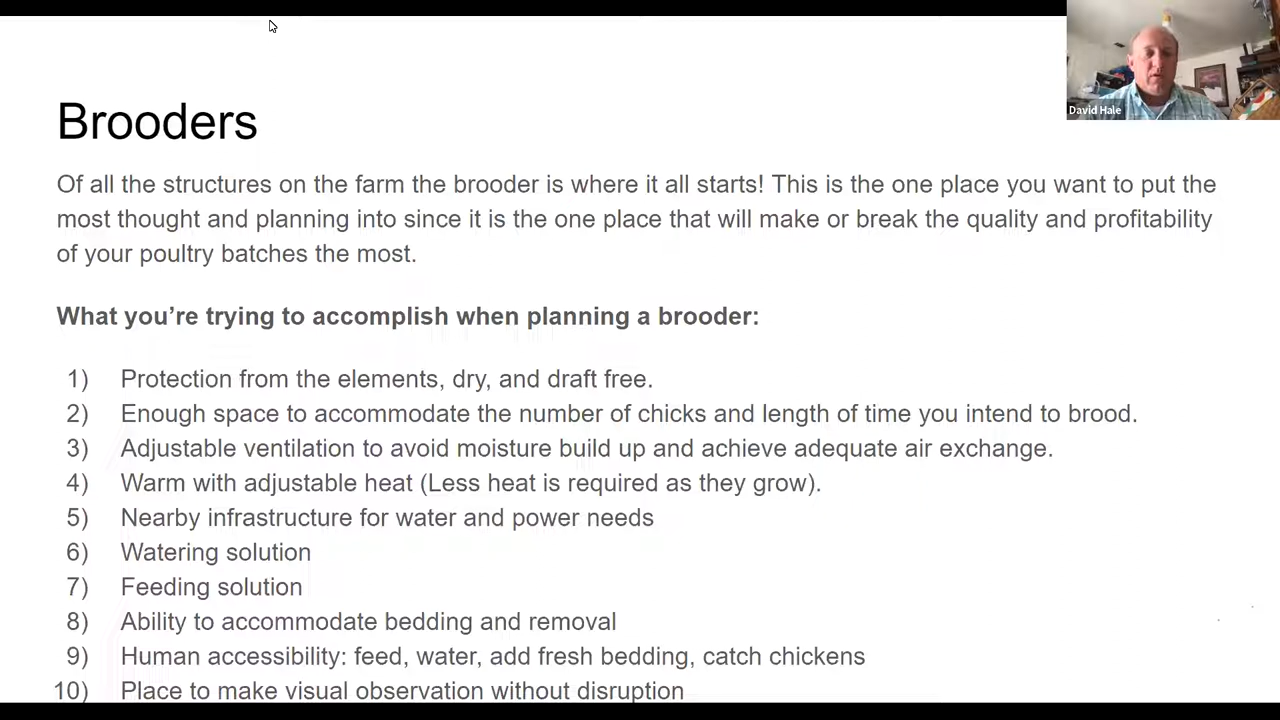 David Hale
Brooders
Of all the structures on the farm the brooder is where it all starts! This is the one place you want to put the
most thought and planning into since it is the one place that will make or break the quality and profitability
of your poultry batches the most.
What you’re trying to accomplish when planning a brooder:
1) Protection from the elements, dry, and draft free.
2) Enough space to accommodate the number of chicks and length of time you intend to brood.
3) Adjustable ventilation to avoid moisture build up and achieve adequate air exchange.
4) Warm with adjustable heat (Less heat is required as they grow).
5) Nearby infrastructure for water and power needs
6) Watering solution
7) Feeding solution
8) Ability to accommodate bedding and removal
9) Human accessibility: feed, water, add fresh bedding, catch chickens
10) Place to make visual observation without disruption